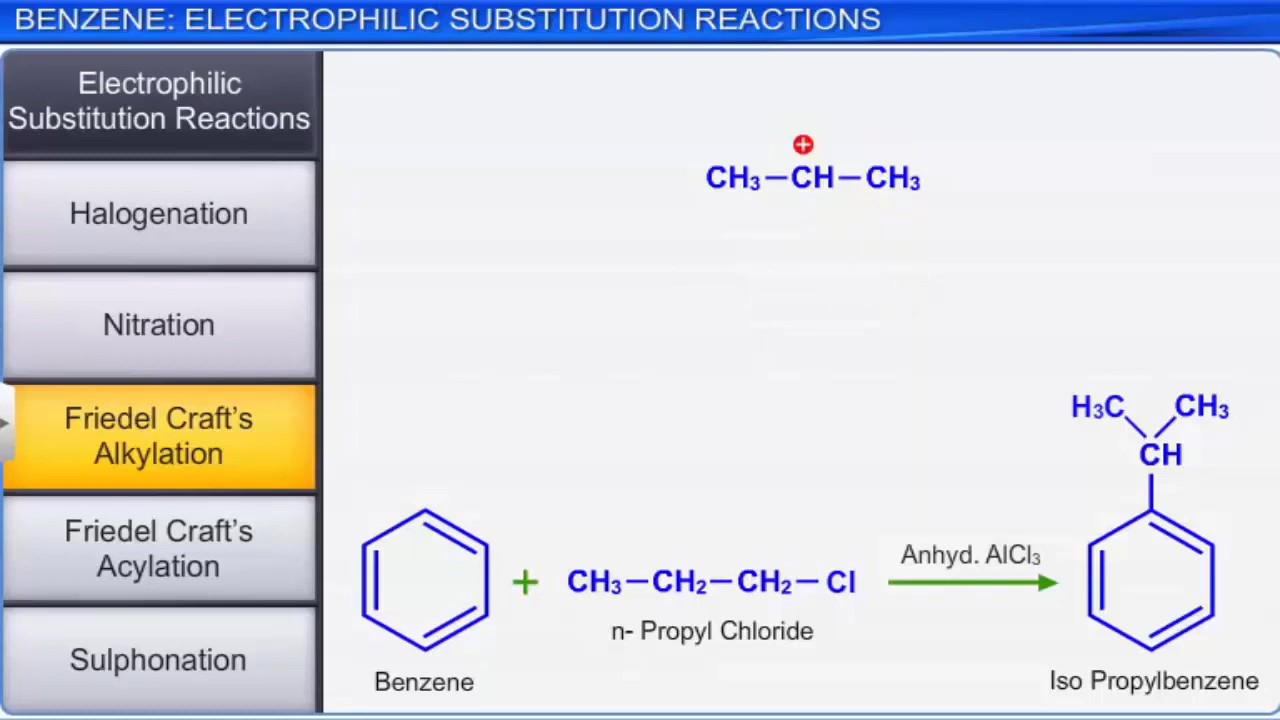 BENZENE: ELECTROPHILIC SUBSTITUTION REACTIONS
Electrophilic
Substitution Reactions
Halogenation
Nitration
Friedel Craft’s
Alkylation
Friedel Craft’s
Acylation
Sulphonation
+
CH₃—CH—CH₃
H₃C CH₃
CH
+ CH₃—CH₂—CH₂—Cl
Anhyd. AlCl₃
n- Propyl Chloride
Benzene
Iso Propylbenzene